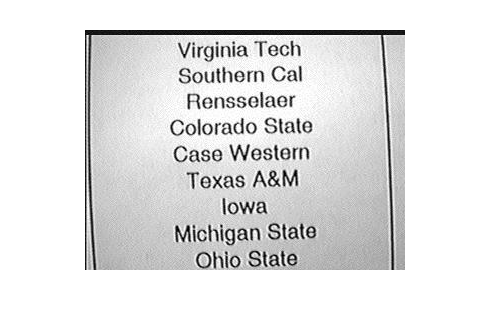 Virginia Tech
Southern Cal
Rensselaer
Colorado State
Case Western
Texas A&M
Iowa
Michigan State
Ohio State